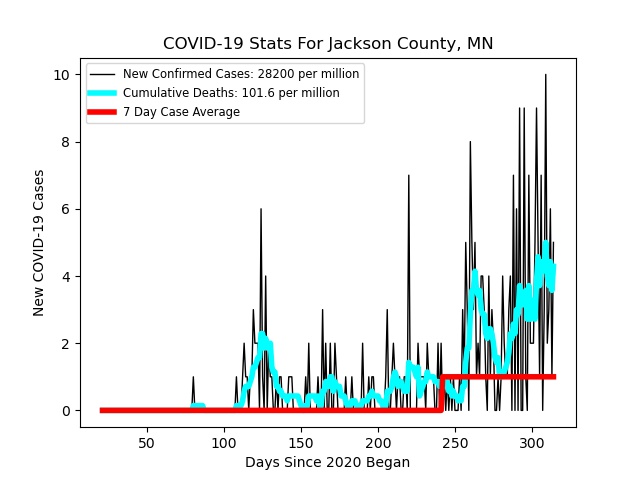 COVID-19 Stats For Jackson County, MN
New Confirmed Cases: 28200 per million
Cumulative Deaths: 101.6 per million
7 Day Case Average
10
8
6
4
2
0
New COVID-19 Cases
50 100 150 200 250 300
Days Since 2020 Began